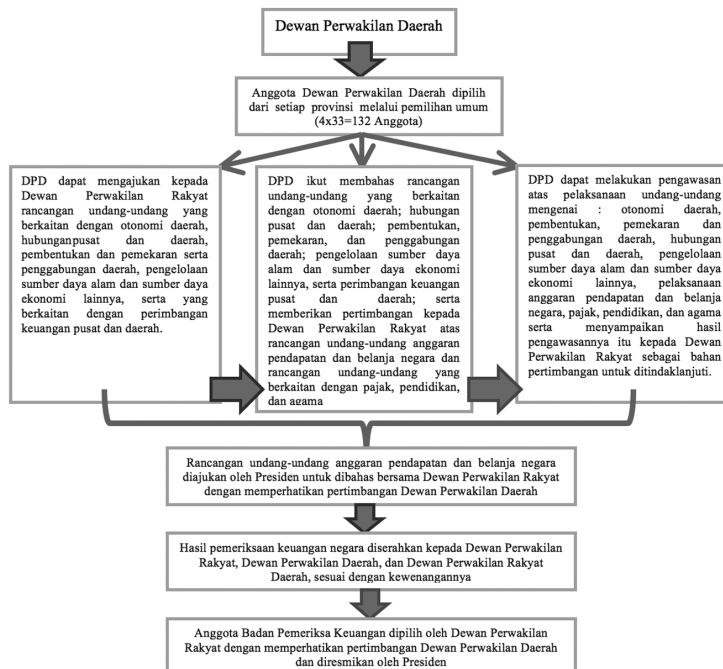 Dewan Perwakilan Daerah
Anggota Dewan Perwakilan Daerah dipilih
dari setiap provinsi melalui pemilihan umum
(4x33=132 Anggota)
DPD dapat mengajukan kepada
Dewan Perwakilan Rakyat
rancangan undang-undang yang
berkaitan dengan otonomi daerah,
hubunganpusat dan daerah,
pembentukan dan pemekaran serta
penggabungan daerah, pengelolaan
sumber daya alam dan sumber daya
ekonomi lainnya, serta yang
berkaitan dengan perimbangan
keuangan pusat dan daerah.
DPD ikut membahas rancangan
undang-undang yang berkaitan
dengan otonomi daerah; hubungan
pusat dan daerah; pembentukan,
pemekaran, dan penggabungan
daerah; pengelolaan sumber daya
alam dan sumber daya ekonomi
lainnya, serta perimbangan keuangan
pusat dan daerah; serta
memberikan pertimbangan kepada
Dewan Perwakilan Rakyat atas
rancangan undang-undang anggaran
pendapatan dan belanja negara dan
rancangan undang-undang yang
berkaitan dengan pajak, pendidikan,
dan agama
DPD dapat melakukan pengawasan
atas pelaksanaan undang-undang
mengenai : otonomi daerah,
pembentukan, pemekaran dan
penggabungan daerah, hubungan
pusat dan daerah, pengelolaan
sumber daya alam dan sumber daya
ekonomi lainnya, pelaksanaan
anggaran pendapatan dan belanja
negara, pajak, pendidikan, dan agama
serta menyampaikan hasil
pengawasannya itu kepada Dewan
Perwakilan Rakyat sebagai bahan
pertimbangan untuk ditindaklanjuti.
Rancangan undang-undang anggaran pendapatan dan belanja negara
diajukan oleh Presiden untuk dibahas bersama Dewan Perwakilan Rakyat
dengan memperhatikan pertimbangan Dewan Perwakilan Daerah
Hasil pemeriksaan keuangan negara diserahkan kepada Dewan Perwakilan
Rakyat, Dewan Perwakilan Daerah, dan Dewan Perwakilan Rakyat
Daerah, sesuai dengan kewenangannya
Anggota Badan Pemeriksa Keuangan dipilih oleh Dewan Perwakilan
Rakyat dengan memperhatikan pertimbangan Dewan Perwakilan Daerah
dan diresmikan oleh Presiden